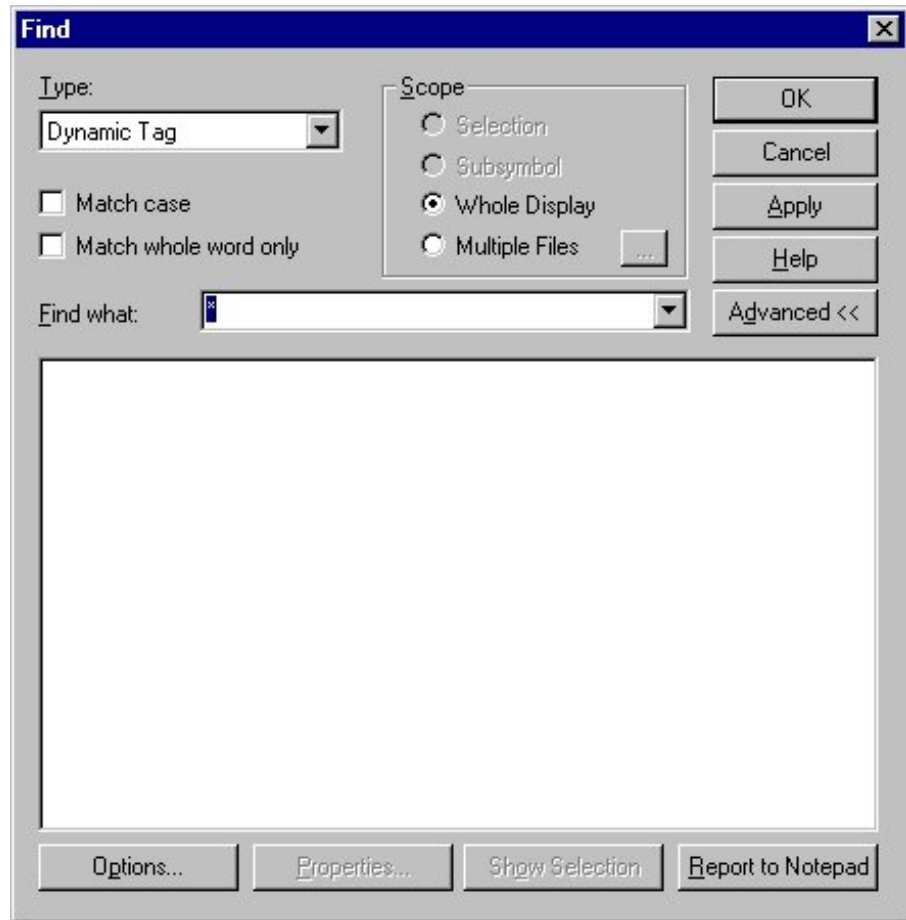 Find
Type:
Dynamic Tag
Match case
Match whole word only
Scope
Selection
Subsymbol
Whole Display
Multiple Files
...
OK
Cancel
Apply
Help
Advanced <<
Find what:
*
Options...
Properties...
Show Selection
Report to Notepad